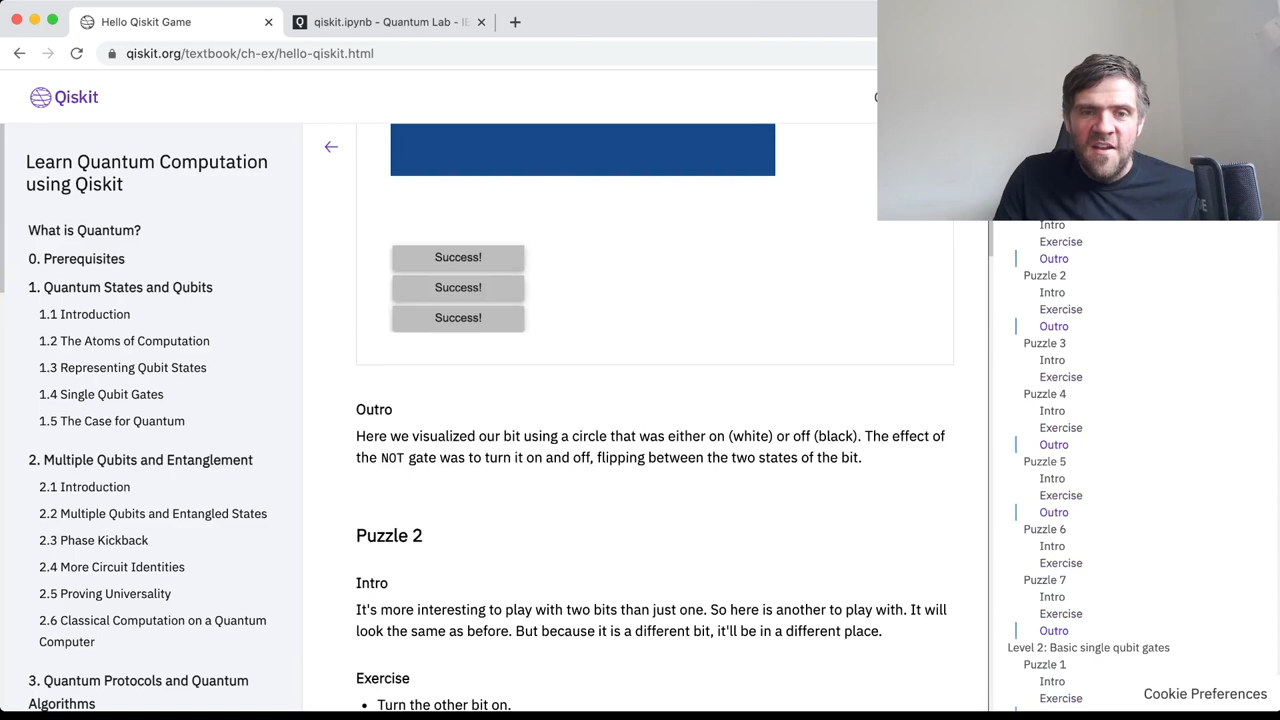 Hello Qiskit Game
qiskit.ipynb - Quantum Lab - IE
qiskit.org/textbook/ch-ex/hello-qiskit.html
Qiskit
Learn Quantum Computation
using Qiskit
What is Quantum?
0. Prerequisites
1. Quantum States and Qubits
1.1 Introduction
1.2 The Atoms of Computation
1.3 Representing Qubit States
1.4 Single Qubit Gates
1.5 The Case for Quantum
2. Multiple Qubits and Entanglement
2.1 Introduction
2.2 Multiple Qubits and Entangled States
2.3 Phase Kickback
2.4 More Circuit Identities
2.5 Proving Universality
2.6 Classical Computation on a Quantum
Computer
3. Quantum Protocols and Quantum
Algorithms
Success!
Success!
Success!
Outro
Here we visualized our bit using a circle that was either on (white) or off (black). The effect of
the NOT gate was to turn it on and off, flipping between the two states of the bit.
Puzzle 2
Intro
It's more interesting to play with two bits than just one. So here is another to play with. It will
look the same as before. But because it is a different bit, it'll be in a different place.
Exercise
• Turn the other bit on.
Intro
Exercise
Outro
Puzzle 2
Intro
Exercise
Outro
Puzzle 3
Intro
Exercise
Puzzle 4
Intro
Exercise
Outro
Puzzle 5
Intro
Exercise
Outro
Puzzle 6
Intro
Exercise
Puzzle 7
Intro
Exercise
Outro
Level 2: Basic single qubit gates
Puzzle 1
Intro
Exercise
Cookie Preferences